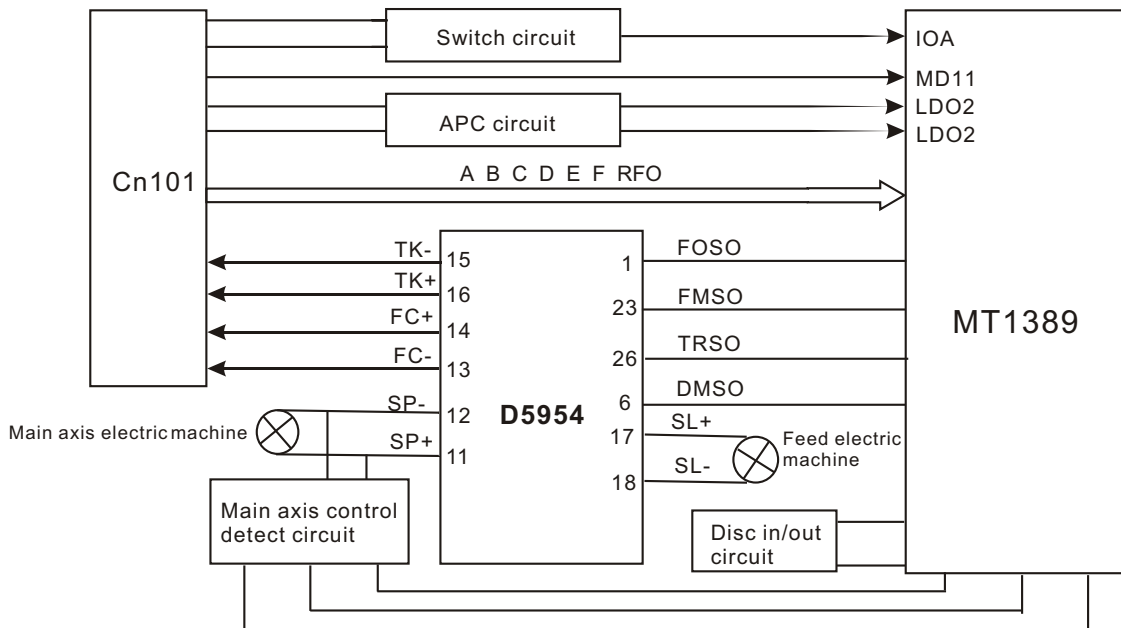 Switch circuit
IOA
MD11
LDO2
APC circuit
LDO2
A B C D E F RFO
Cn101
TK-
15
TK+
16
FC+
14
FC-
13
SP-
12
SP+
11
D5954
1
FOSO
23
FMSO
26
TRSO
6
DMSO
17
SL+
18
SL-
MT1389
Main axis electric machine
Feed electric
machine
Main axis control
detect circuit
Disc in/out
circuit